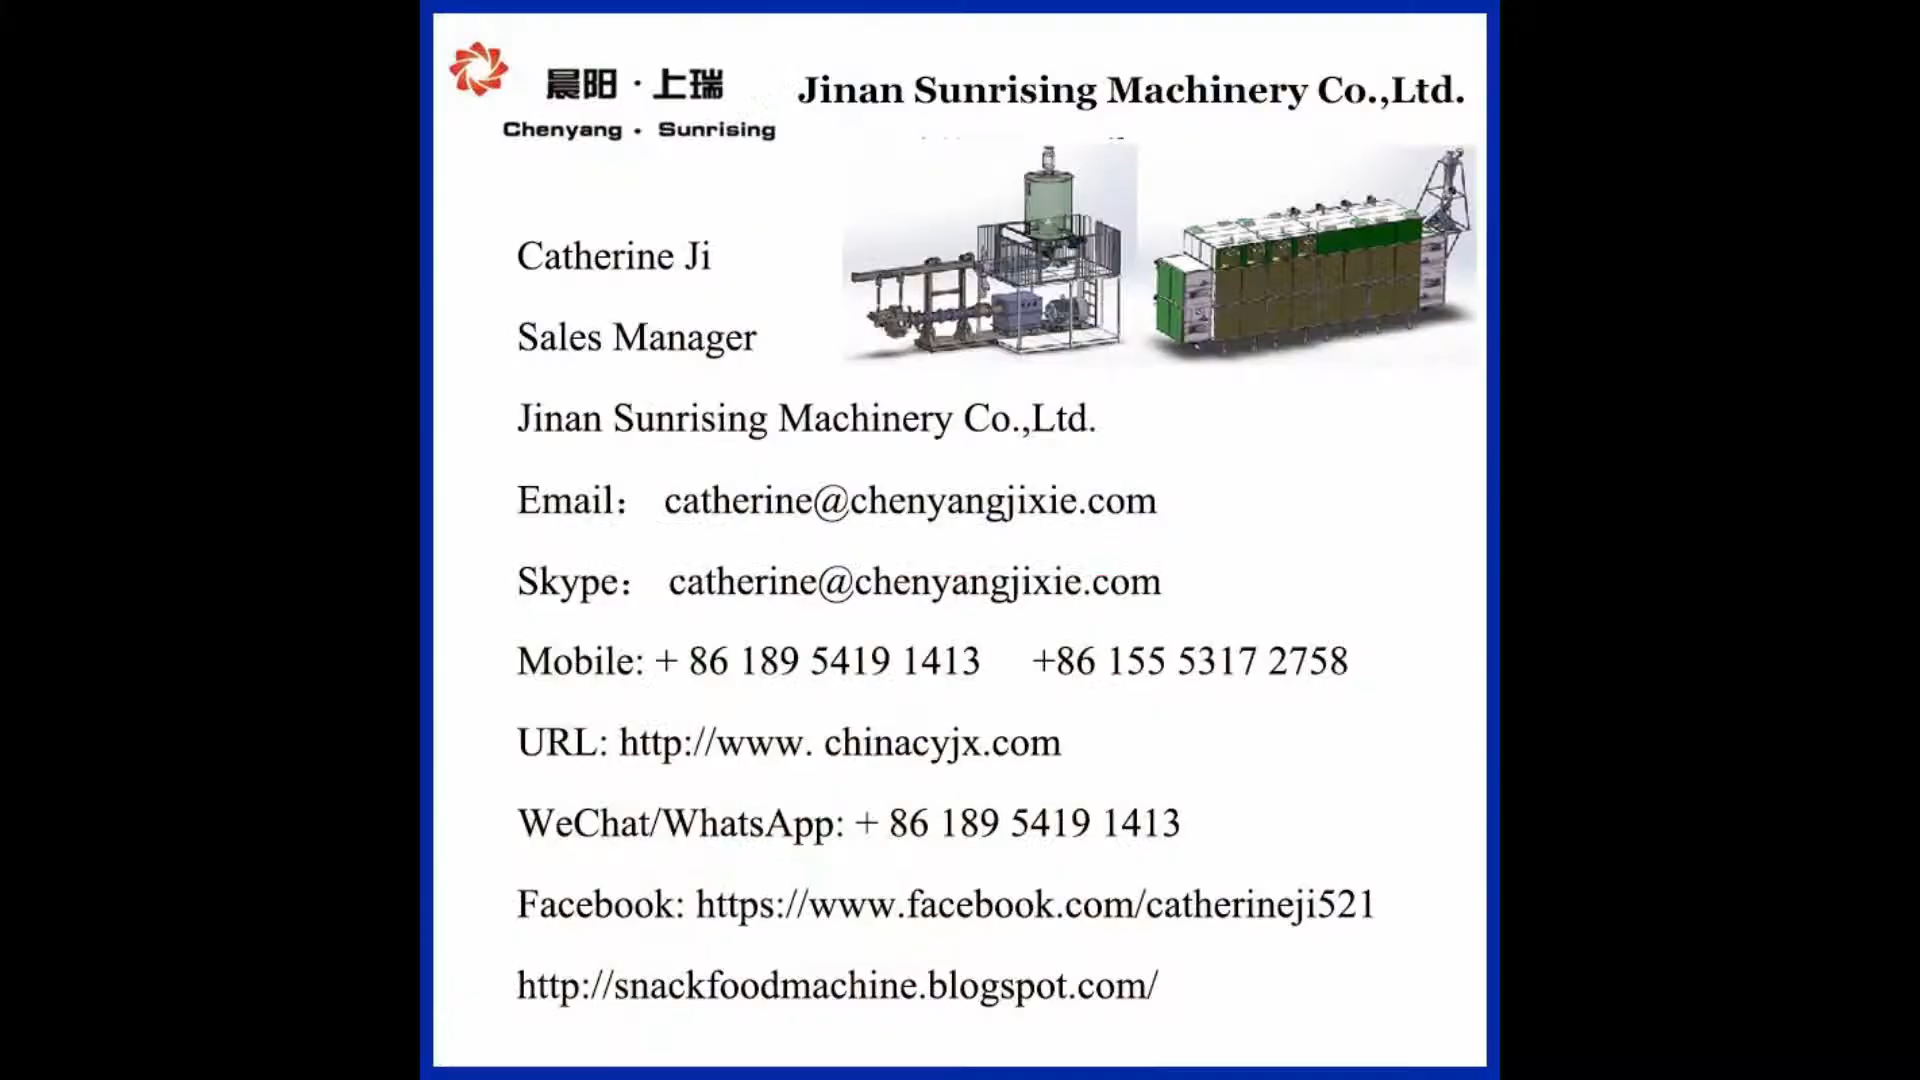 晨阳·上瑞
Chenyang · Sunrising
Jinan Sunrising Machinery Co.,Ltd.
Catherine Ji
Sales Manager
Jinan Sunrising Machinery Co.,Ltd.
Email： catherine@chenyangjixie.com
Skype： catherine@chenyangjixie.com
Mobile: + 86 189 5419 1413 +86 155 5317 2758
URL: http://www. chinacyjx.com
WeChat/WhatsApp: + 86 189 5419 1413
Facebook: https://www.facebook.com/catherineji521
http://snackfoodmachine.blogspot.com/